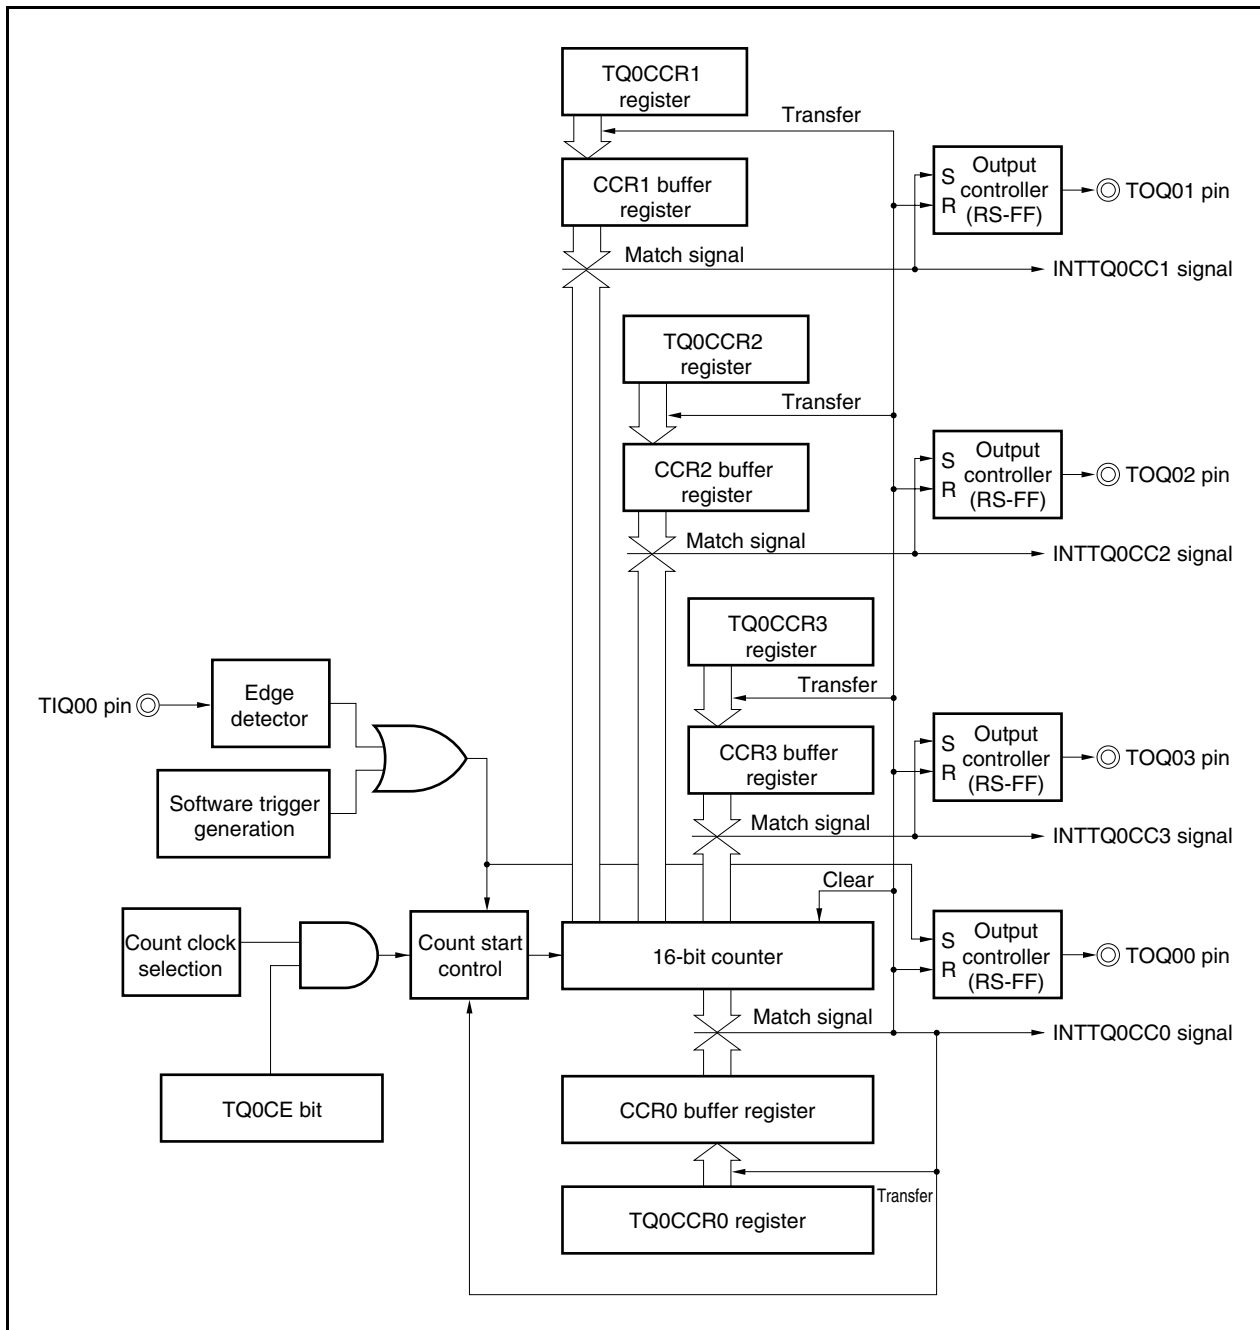 TQ0CCR1
register
Transfer
CCR1 buffer
register
S
R
Output
controller
(RS-FF)
TOQ01 pin
Match signal
INTTQ0CC1 signal
TQ0CCR2
register
Transfer
CCR2 buffer
register
S
R
Output
controller
(RS-FF)
TOQ02 pin
Match signal
INTTQ0CC2 signal
TQ0CCR3
register
Transfer
TIQ00 pin
Edge
detector
CCR3 buffer
register
S
R
Output
controller
(RS-FF)
TOQ03 pin
Software trigger
generation
Match signal
INTTQ0CC3 signal
Clear
Count clock
selection
Count start
control
16-bit counter
S
R
Output
controller
(RS-FF)
TOQ00 pin
Match signal
INTTQ0CC0 signal
TQ0CE bit
CCR0 buffer register
Transfer
TQ0CCR0 register